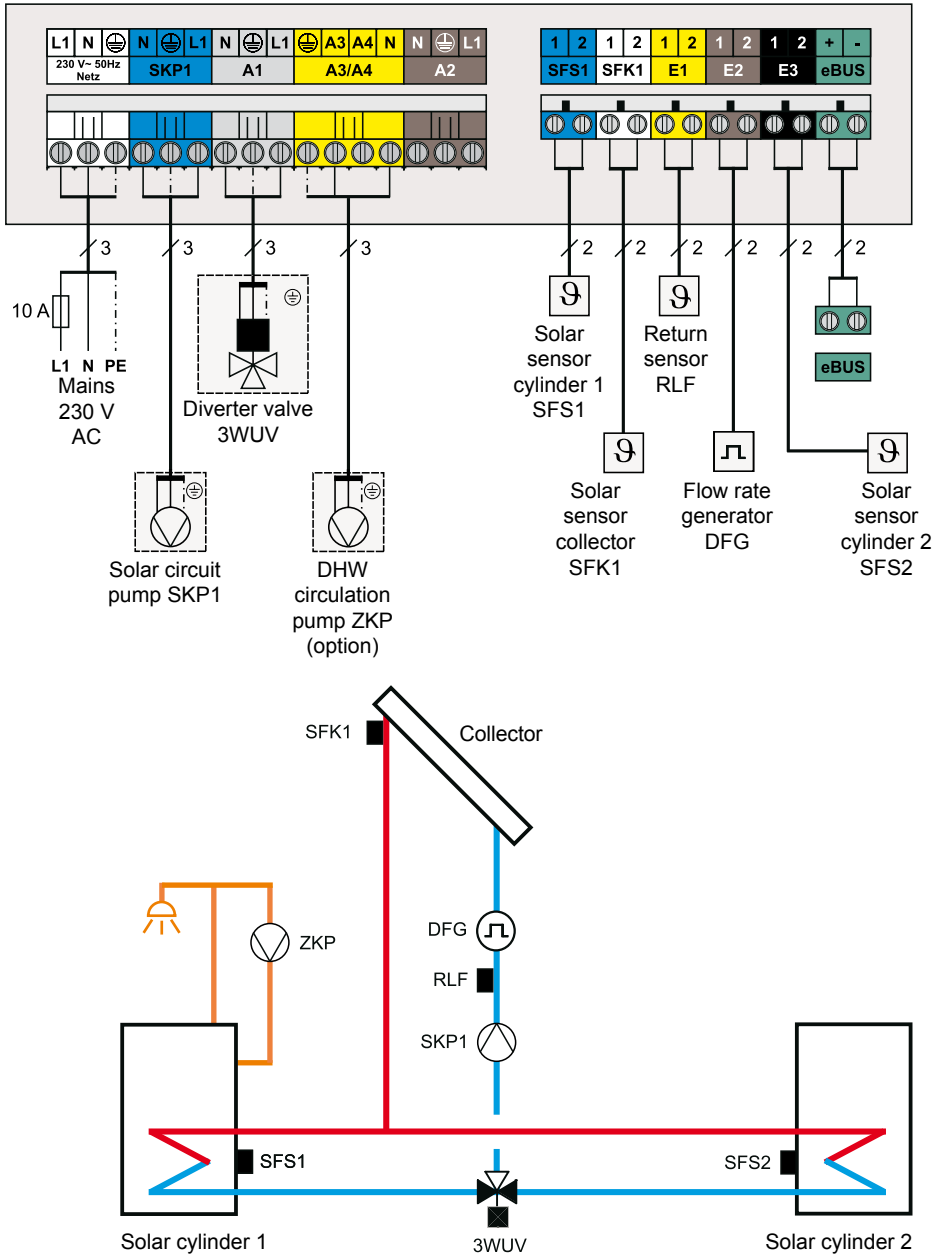 L1 N N L1 N L1 A3 A4 N N L1
230 V~ 50Hz
Netz
SKP1 A1 A3/A4 A2
1 2 1 2 1 2 1 2 1 2 + -
SFS1 SFK1 E1 E2 E3 eBUS
3 3 3 3
2 2 2 2 2 2
10 A
L1 N PE
Mains
230 V
AC
Diverter valve
3WUV
Solar circuit
pump SKP1
DHW
circulation
pump ZKP
(option)
ϑ
Solar
sensor
cylinder 1
SFS1
ϑ
Return
sensor
RLF
eBUS
ϑ
Solar
sensor
collector
SFK1
Flow rate
generator
DFG
ϑ
Solar
sensor
cylinder 2
SFS2
SFK1
Collector
ZKP
DFG
RLF
SKP1
SFS1
SFS2
3WUV
Solar cylinder 1
Solar cylinder 2